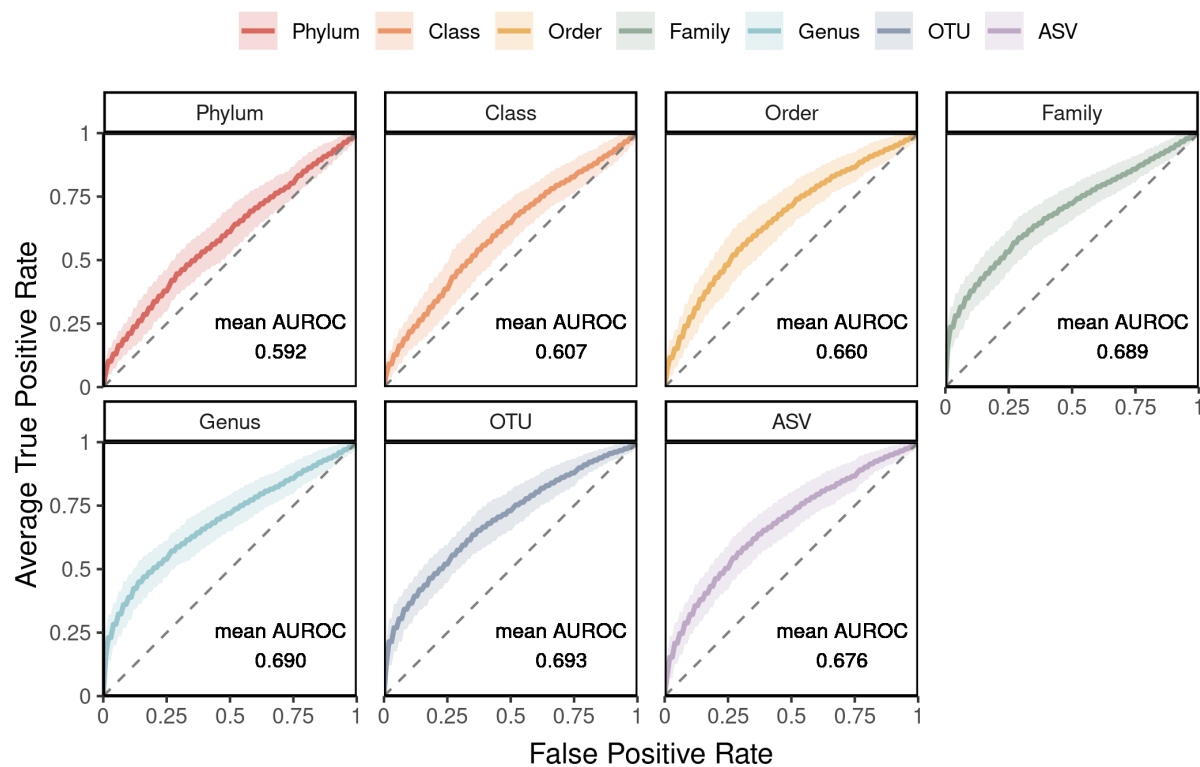 Phylum Class Order Family Genus OTU ASV
Phylum Class Order Family
1
0.75
0.5
0.25
0
mean AUROC
0.592
mean AUROC
0.607
mean AUROC
0.660
mean AUROC
0.689
0 0.25 0.5 0.75 1
Genus OTU ASV
1
0.75
0.5
0.25
0
mean AUROC
0.690
mean AUROC
0.693
mean AUROC
0.676
0 0.25 0.5 0.75 1 0 0.25 0.5 0.75 1 0 0.25 0.5 0.75 1
Average True Positive Rate
False Positive Rate